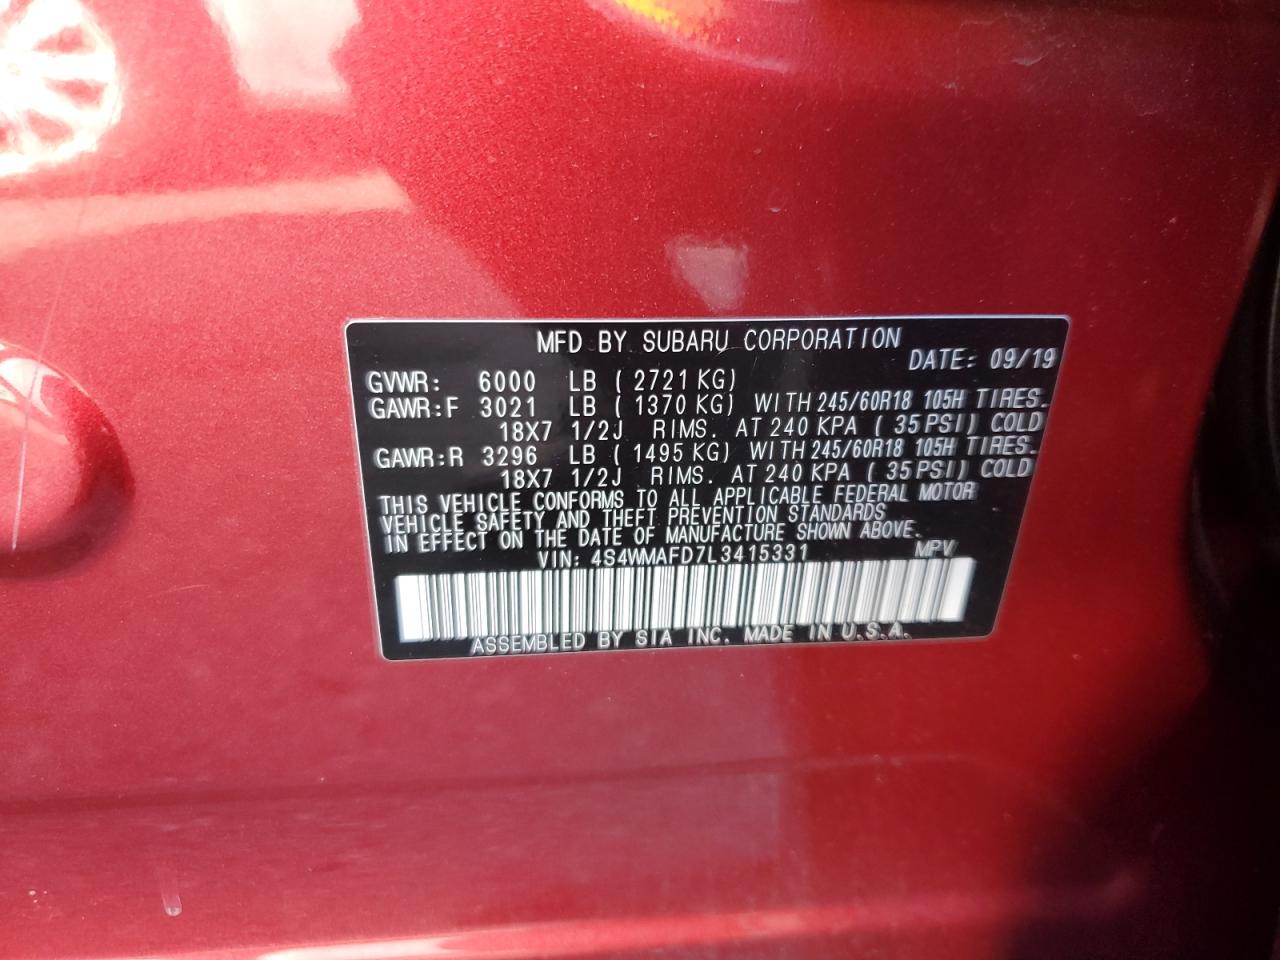 MFD BY SUBARU CORPORATION
DATE: 09/19
GVWR: 6000 LB ( 2721 KG)
GAWR:F 3021 LB ( 1370 KG) WITH 245/60R18 105H TIRES.
18X7 1/2J RIMS. AT 240 KPA ( 35 PSI) COLD
GAWR:R 3296 LB ( 1495 KG) WITH 245/60R18 105H TIRES.
18X7 1/2J RIMS. AT 240 KPA ( 35 PSI) COLD
THIS VEHICLE CONFORMS TO ALL APPLICABLE FEDERAL MOTOR
VEHICLE SAFETY AND THEFT PREVENTION STANDARDS
IN EFFECT ON THE DATE OF MANUFACTURE SHOWN ABOVE.
VIN: 4S4WMAFD7L3415331 MPV
ASSEMBLED BY SIA INC. MADE IN U.S.A.